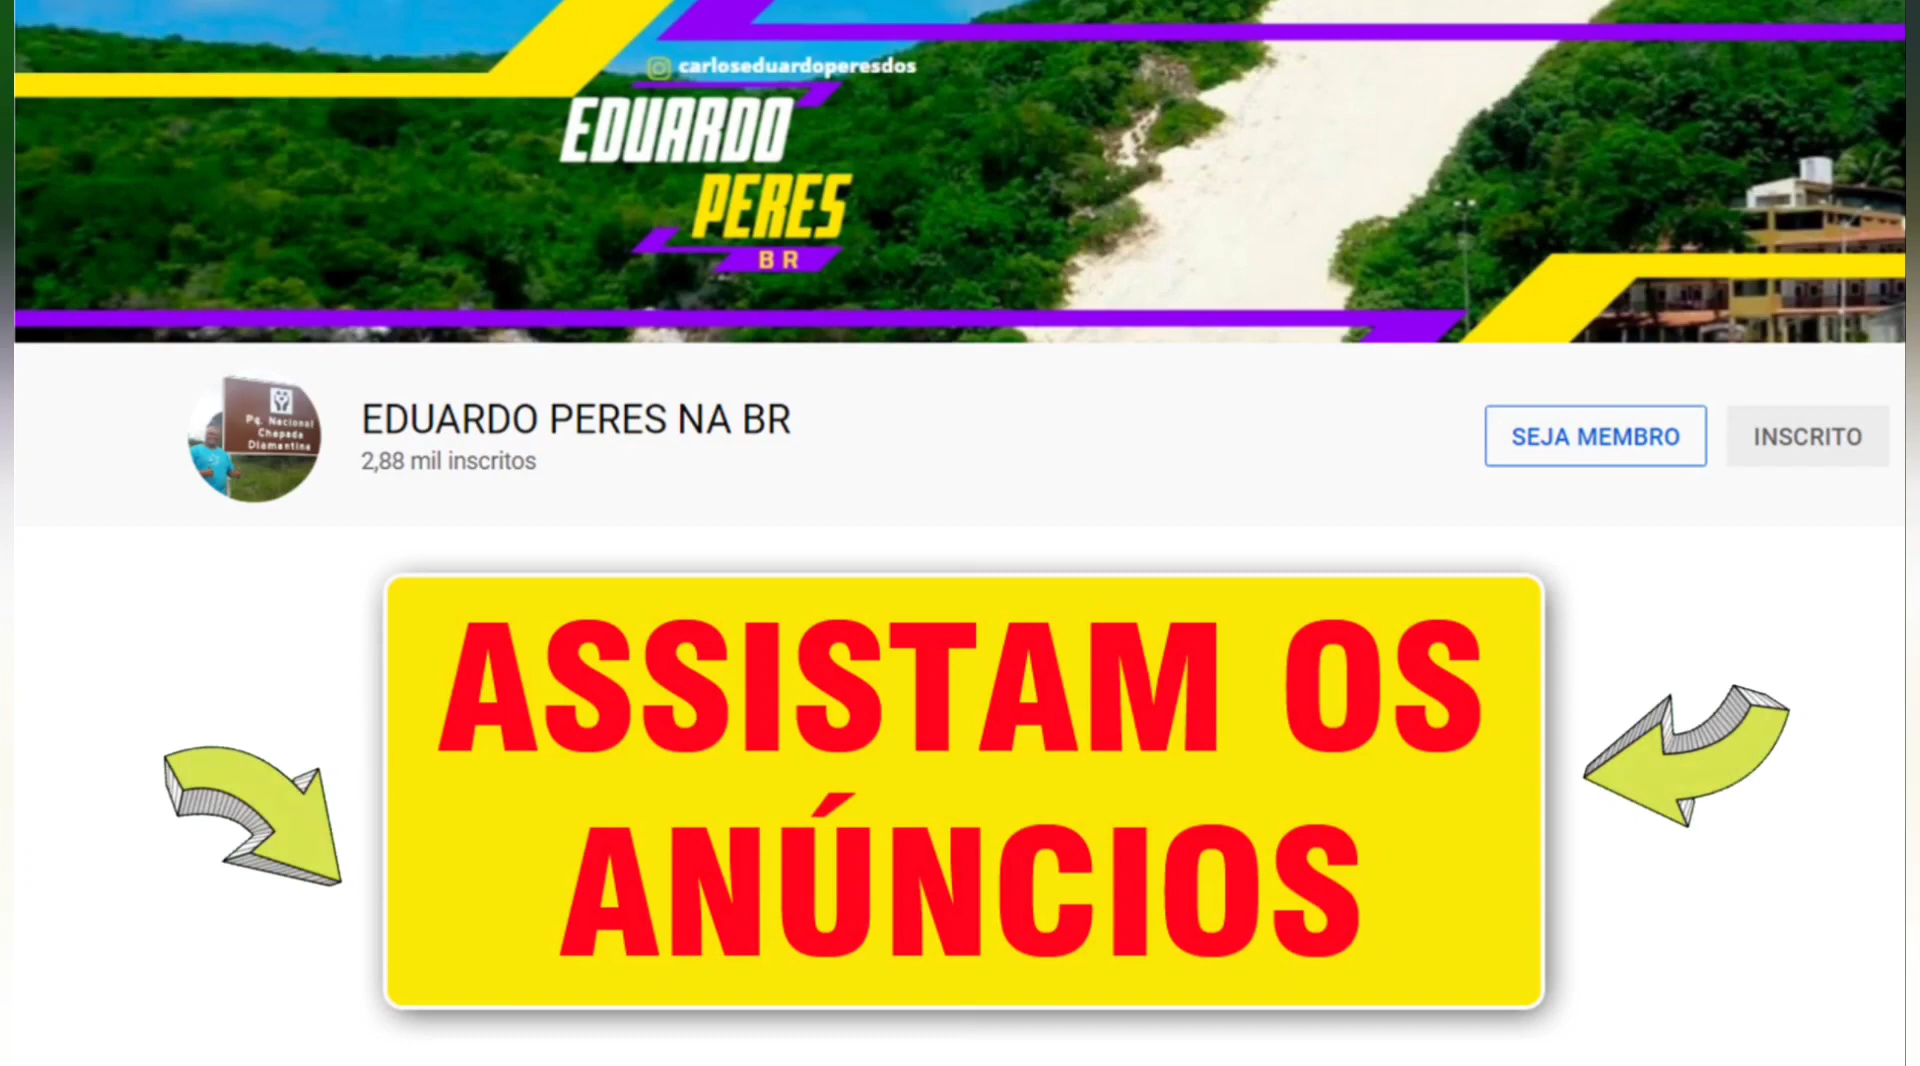 carloseduardoperesdos
EDUARDO
PERES
BR
Pq. Nacional
Chapada
Diamantina
EDUARDO PERES NA BR
2,88 mil inscritos
SEJA MEMBRO
INSCRITO
ASSISTAM OS
ANÚNCIOS